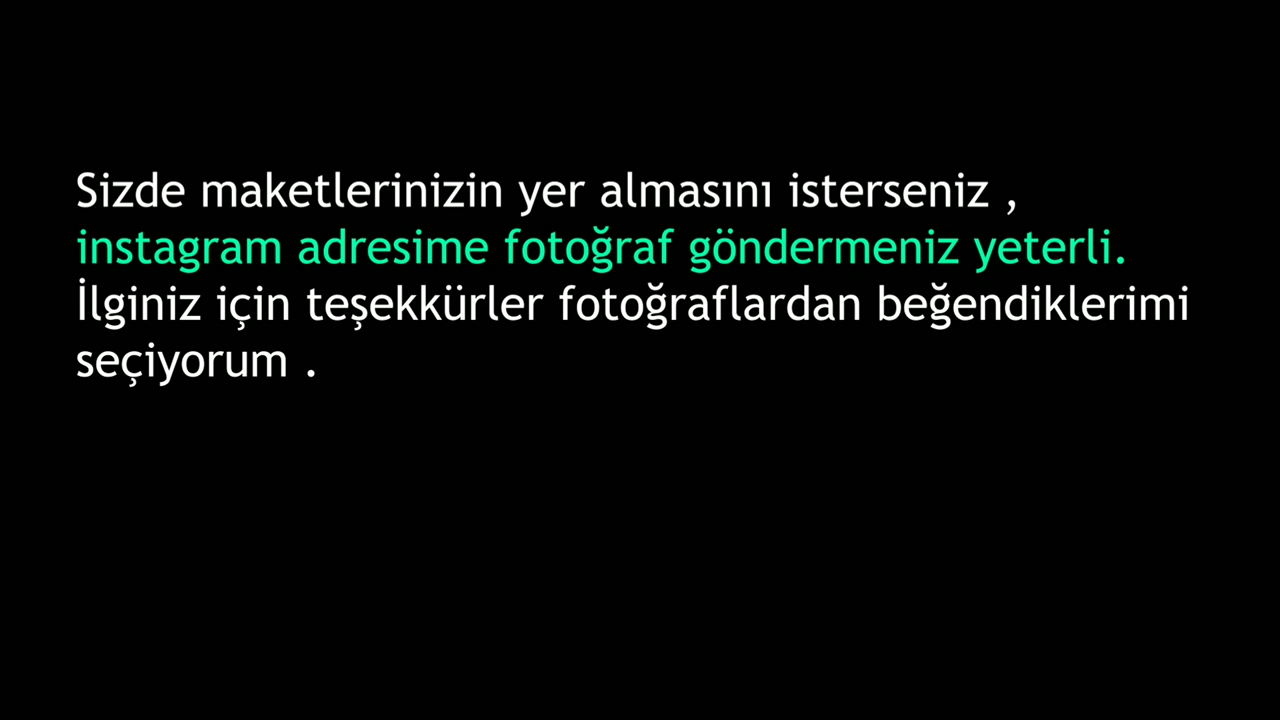 Sizde maketlerinizin yer almasını isterseniz ,
instagram adresime fotoğraf göndermeniz yeterli.
İlginiz için teşekkürler fotoğraflardan beğendiklerimi
seçiyorum .